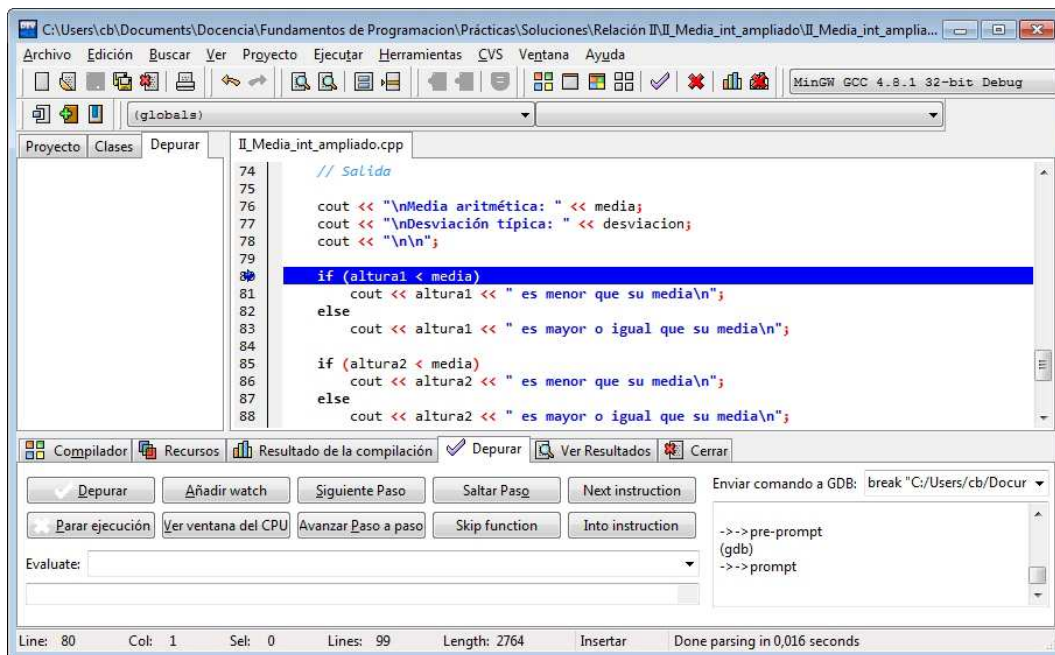 C:\Users\cb\Documents\Docencia\Fundamentos de Programacion\Prácticas\Soluciones\Relación II\II_Media_int_ampliado\II_Media_int_amplia...
Archivo Edición Buscar Ver Proyecto Ejecutar Herramientas CVS Ventana Ayuda
MinGW GCC 4.8.1 32-bit Debug
(globals)
Proyecto Clases Depurar II_Media_int_ampliado.cpp
74 // Salida
75
76 cout << "\nMedia aritmética: " << media;
77 cout << "\nDesviación típica: " << desviacion;
78 cout << "\n\n";
79
80 if (altura1 < media)
81 cout << altura1 << " es menor que su media\n";
82 else
83 cout << altura1 << " es mayor o igual que su media\n";
84
85 if (altura2 < media)
86 cout << altura2 << " es menor que su media\n";
87 else
88 cout << altura2 << " es mayor o igual que su media\n";
Compilador Recursos Resultado de la compilación Depurar Ver Resultados Cerrar
Depurar Añadir watch Siguiente Paso Saltar Paso Next instruction Enviar comando a GDB: break "C:/Users/cb/Docur
Parar ejecución Ver ventana del CPU Avanzar Paso a paso Skip function Into instruction
->->pre-prompt
(gdb)
->->prompt
Evaluate:
Line: 80 Col: 1 Sel: 0 Lines: 99 Length: 2764 Insertar Done parsing in 0,016 seconds